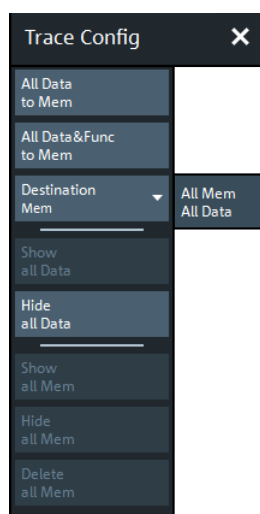 Trace Config
All Data
to Mem
All Data&Func
to Mem
Destination
Mem
All Mem
All Data
Show
all Data
Hide
all Data
Show
all Mem
Hide
all Mem
Delete
all Mem